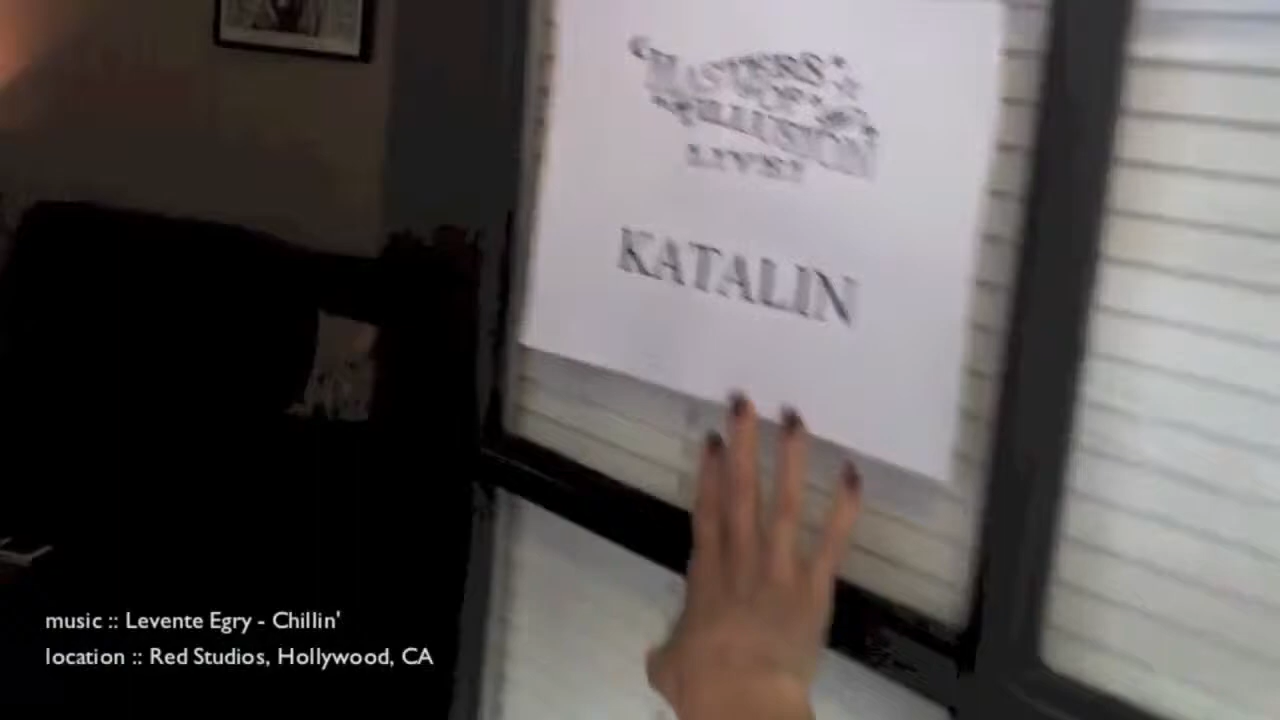 MASTERS
OF
ILLUSION
LIVE!
KATALIN
music :: Levente Egry - Chillin'
location :: Red Studios, Hollywood, CA